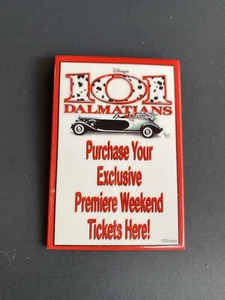 Disney's
101
DALMATIANS
Purchase Your
Exclusive
Premiere Weekend
Tickets Here!
©Disney